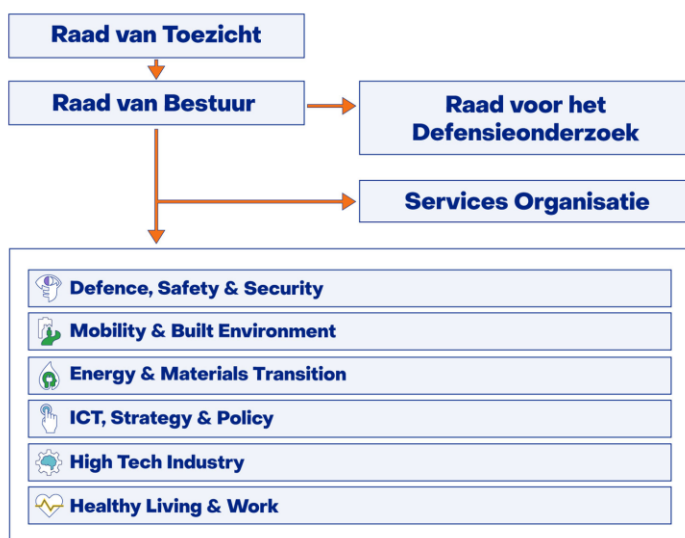 Raad van Toezicht
Raad van Bestuur
Raad voor het
Defensieonderzoek
Services Organisatie
Defence, Safety & Security
Mobility & Built Environment
Energy & Materials Transition
ICT, Strategy & Policy
High Tech Industry
Healthy Living & Work